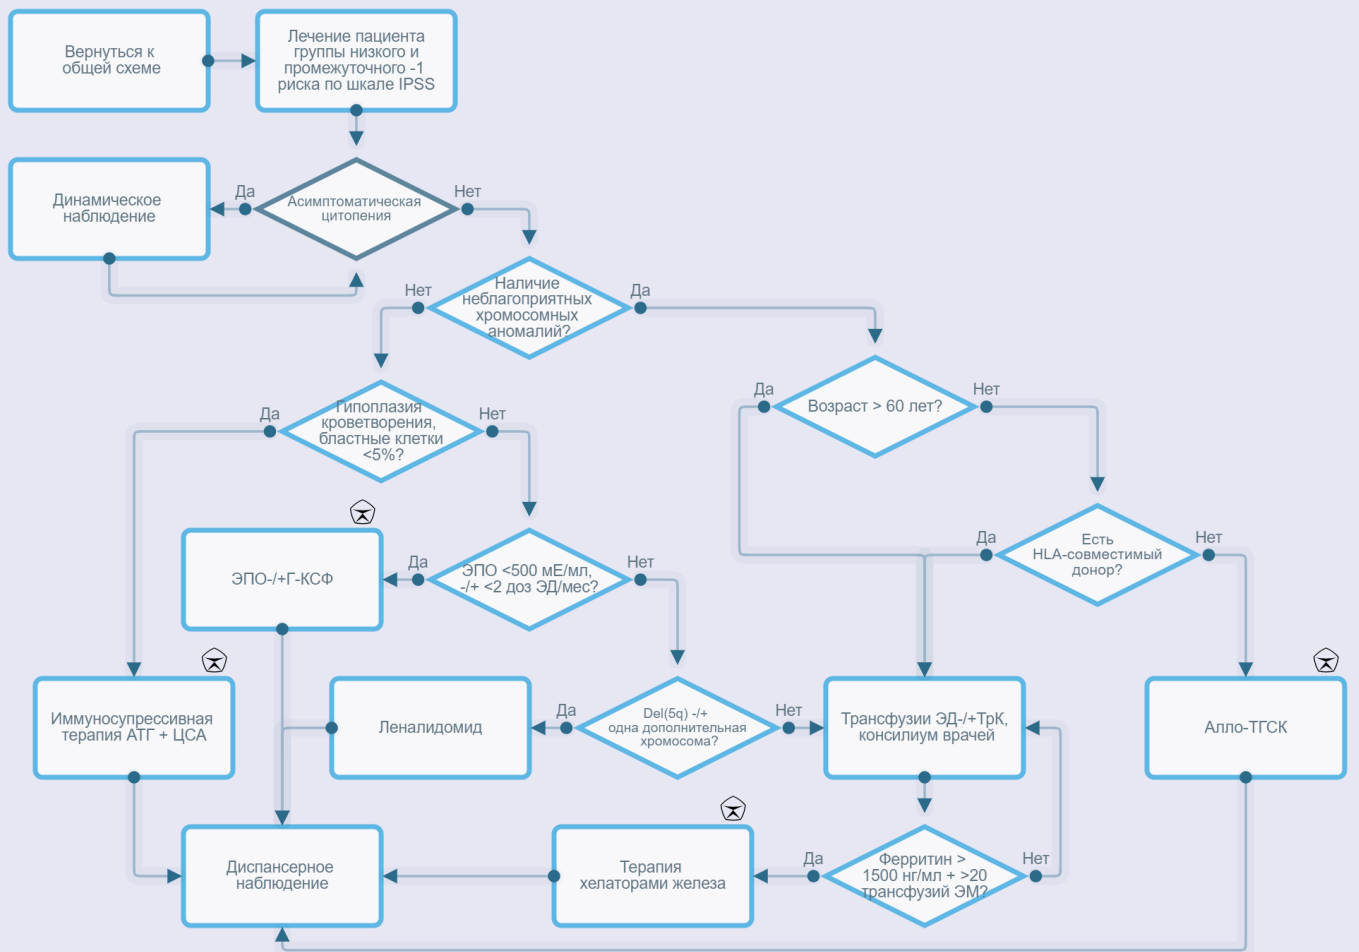 Вернуться к
общей схеме
Лечение пациента
группы низкого и
промежуточного -1
риска по шкале IPSS
Динамическое
наблюдение
Да
Асимптоматическая
цитопения
Нет
Нет
Наличие
неблагоприятных
хромосомных
аномалий?
Да
Да
Гипоплазия
кроветворения,
бластные клетки
<5%?
Нет
Да
Возраст > 60 лет?
Нет
ЭПО-/+Г-КСФ
Да
ЭПО <500 мЕ/мл,
-/+ <2 доз ЭД/мес?
Нет
Да
Есть
HLA-совместимый
донор?
Нет
Иммуносупрессивная
терапия АТГ + ЦСА
Леналидомид
Да
Del(5q) -/+
одна дополнительная
хромосома?
Нет
Трансфузии ЭД-/+ТрК,
консилиум врачей
Алло-ТГСК
Диспансерное
наблюдение
Терапия
хелаторами железа
Да
Ферритин >
1500 нг/мл + >20
трансфузий ЭМ?
Нет